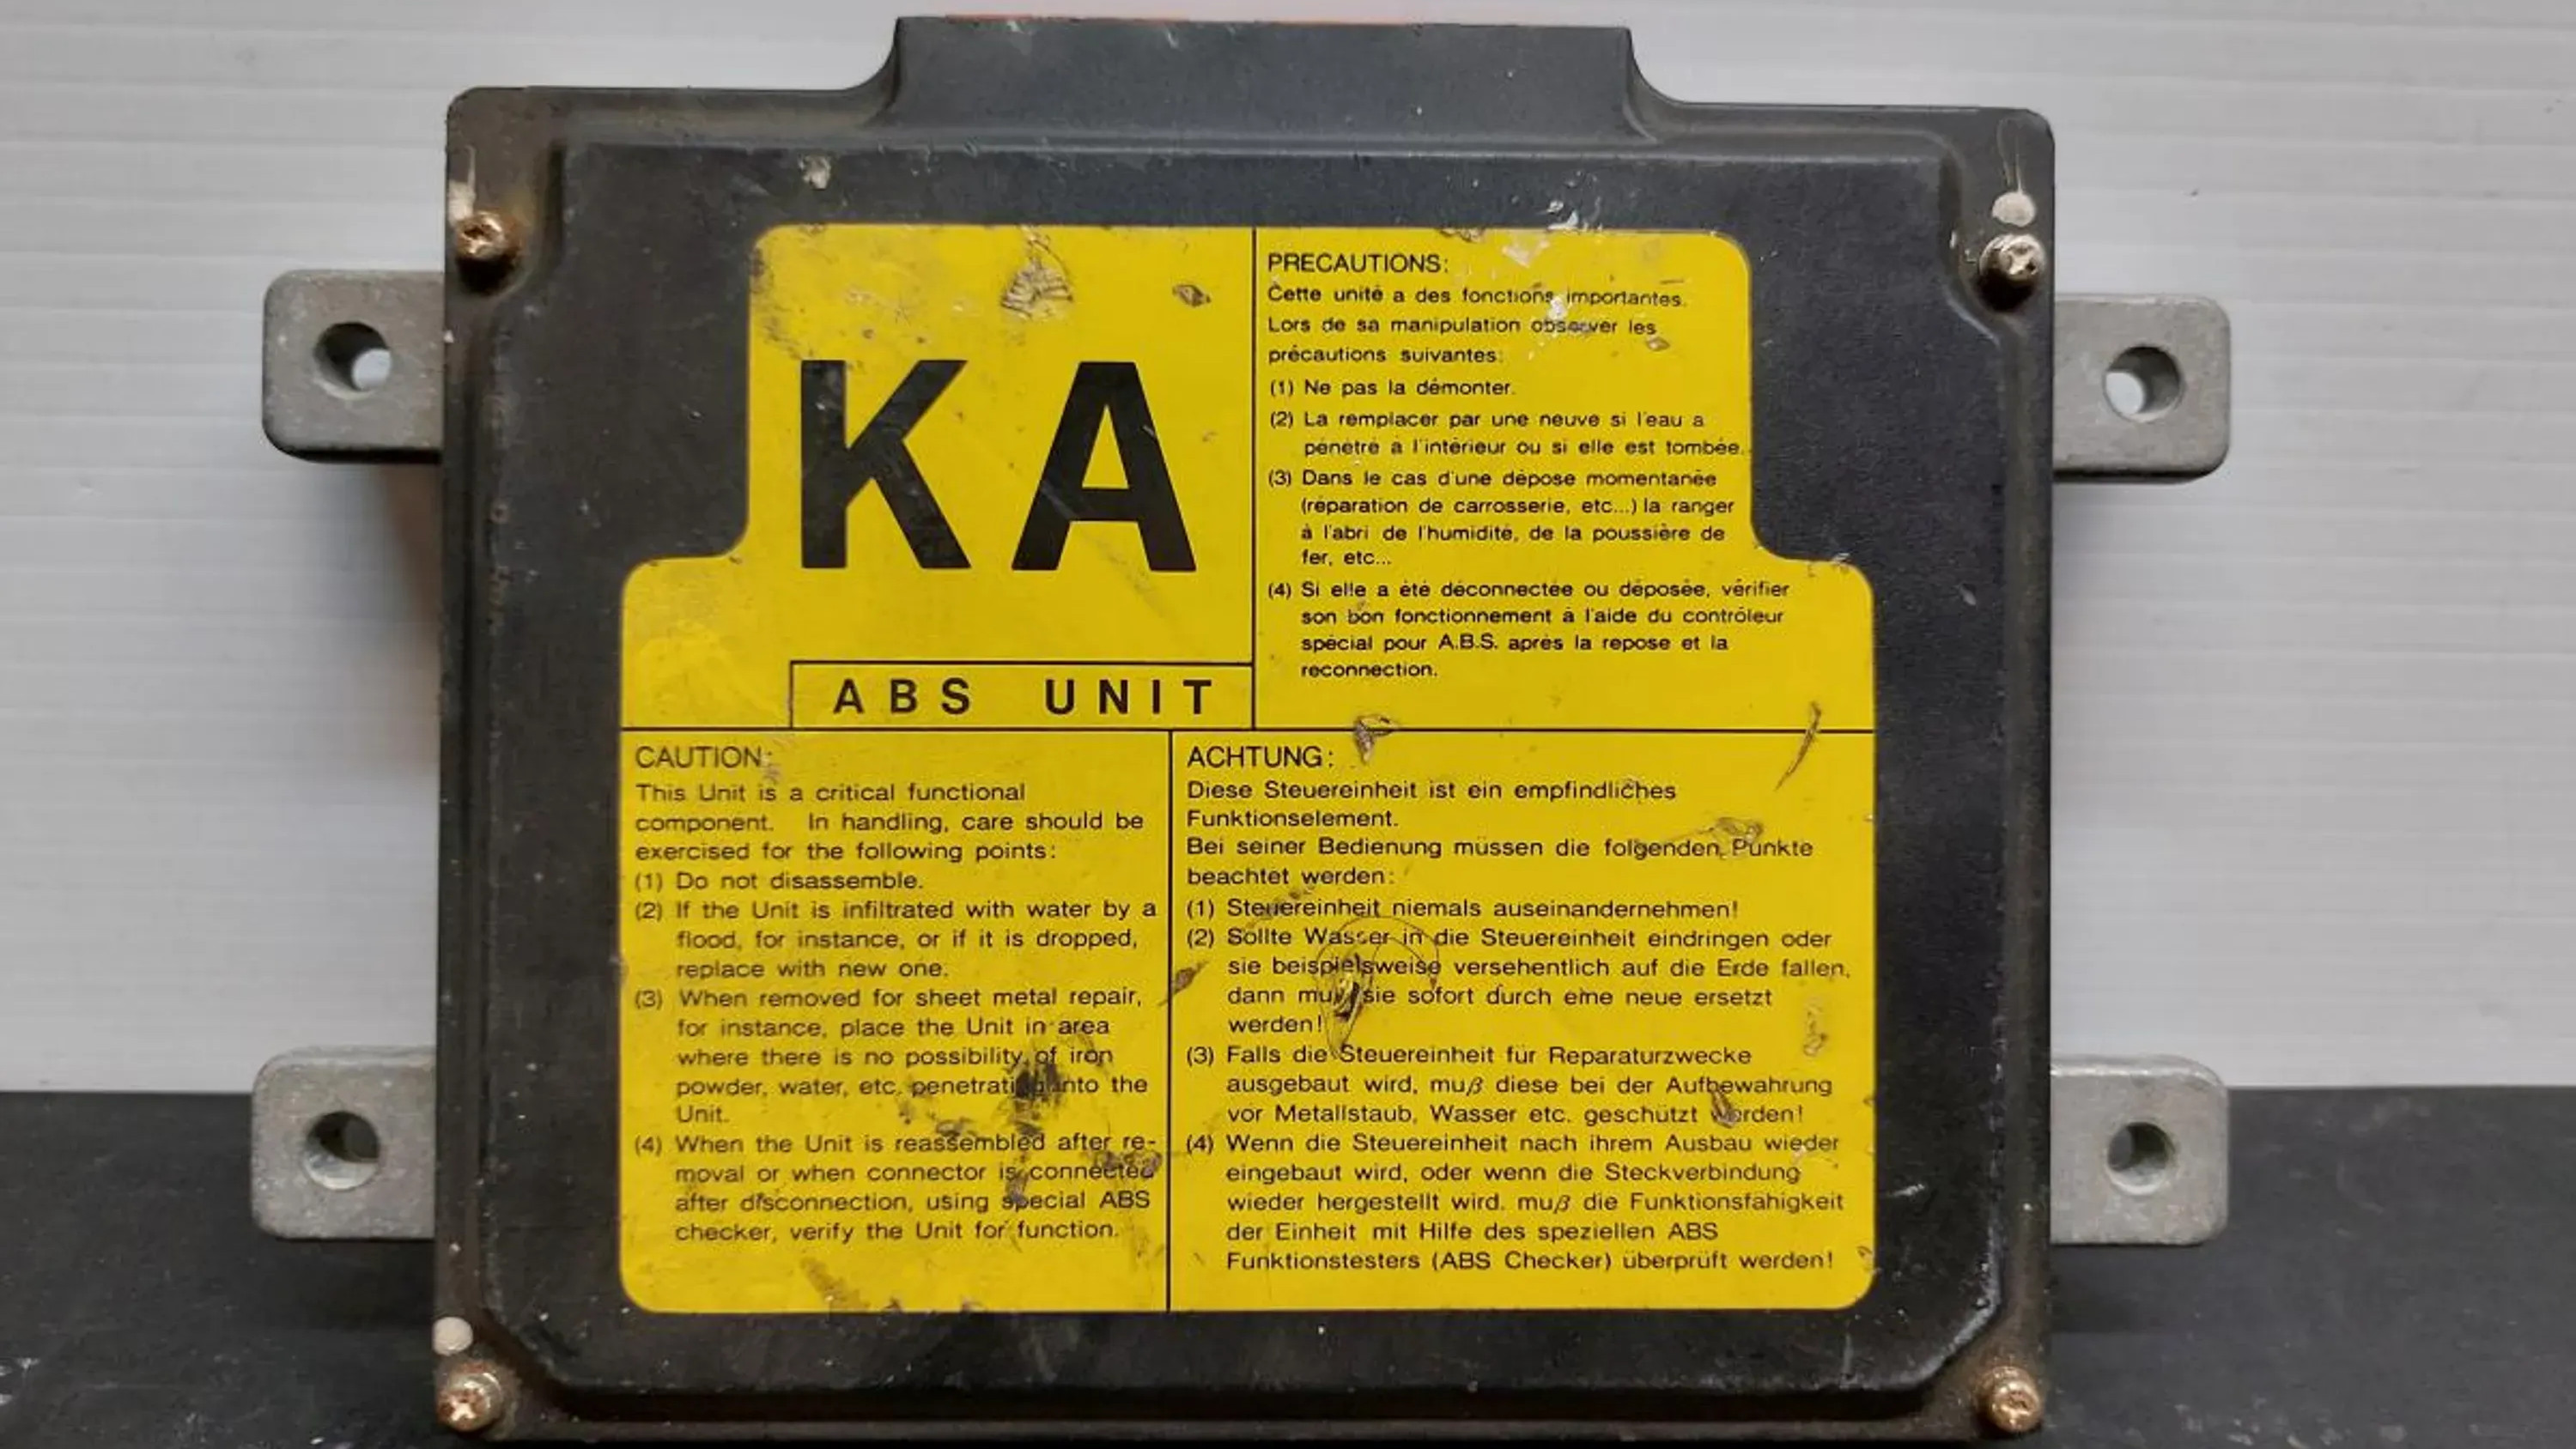 KA
ABS UNIT
PRECAUTIONS:
Cette unité a des fonctions importantes.
Lors de sa manipulation observer les
précautions suivantes:
(1) Ne pas la démonter.
(2) La remplacer par une neuve si l'eau a
pénétré à l'intérieur ou si elle est tombée.
(3) Dans le cas d'une dépose momentanée
(réparation de carrosserie, etc...) la ranger
à l'abri de l'humidité, de la poussière de
fer, etc...
(4) Si elle a été déconnectée ou déposée, vérifier
son bon fonctionnement à l'aide du contrôleur
spécial pour A.B.S. après la repose et la
reconnection.
CAUTION:
This Unit is a critical functional
component. In handling, care should be
exercised for the following points:
(1) Do not disassemble.
(2) If the Unit is infiltrated with water by a
flood, for instance, or if it is dropped,
replace with new one.
(3) When removed for sheet metal repair,
for instance, place the Unit in area
where there is no possibility of iron
powder, water, etc. penetrating into the
Unit.
(4) When the Unit is reassembled after re-
moval or when connector is connected
after disconnection, using special ABS
checker, verify the Unit for function.
ACHTUNG:
Diese Steuereinheit ist ein empfindliches
Funktionselement.
Bei seiner Bedienung müssen die folgenden Punkte
beachtet werden:
(1) Steuereinheit niemals auseinandernehmen!
(2) Sollte Wasser in die Steuereinheit eindringen oder
sie beispielsweise versehentlich auf die Erde fallen,
dann muß sie sofort durch eine neue ersetzt
werden!
(3) Falls die Steuereinheit für Reparaturzwecke
ausgebaut wird, muß diese bei der Aufbewahrung
vor Metallstaub, Wasser etc. geschützt werden!
(4) Wenn die Steuereinheit nach ihrem Ausbau wieder
eingebaut wird, oder wenn die Steckverbindung
wieder hergestellt wird, muß die Funktionsfähigkeit
der Einheit mit Hilfe des speziellen ABS
Funktionstesters (ABS Checker) überprüft werden!